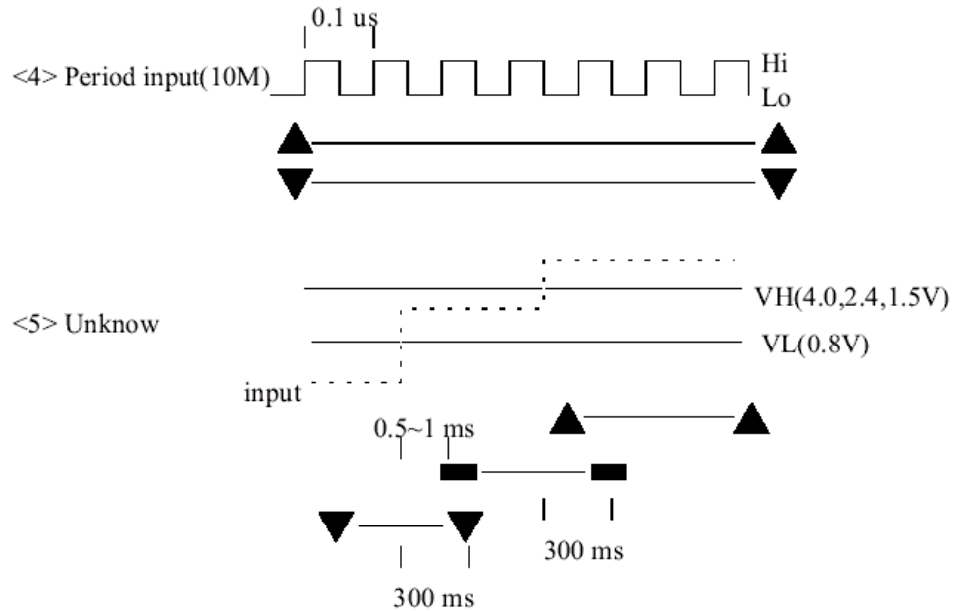 0.1 us
<4> Period input(10M)
Hi
Lo
VH(4.0,2.4,1.5V)
<5> Unknow
VL(0.8V)
input
0.5~1 ms
300 ms
300 ms